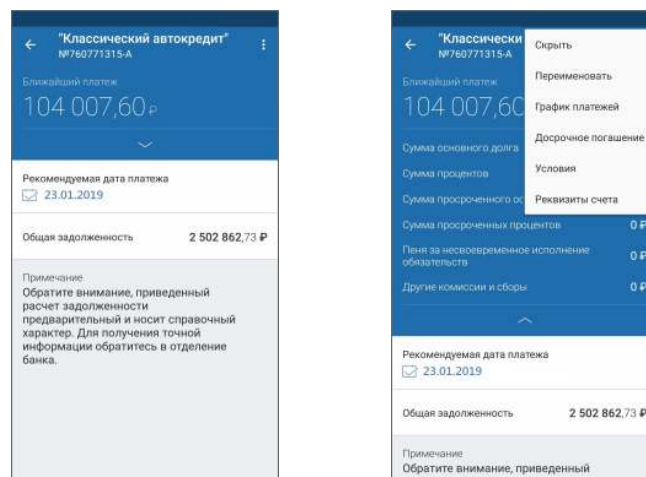 "Классический автокредит"
№760771315-А
Ближайший платеж
104 007,60 ₽
Рекомендуемая дата платежа
23.01.2019
Общая задолженность 2 502 862,73 ₽
Примечание
Обратите внимание, приведенный
расчет задолженности
предварительный и носит справочный
характер. Для получения точной
информации обратитесь в отделение
банка.
"Классически
№760771315-А
Ближайший платеж
104 007,60
Скрыть
Переименовать
График платежей
Досрочное погашение
Условия
Реквизиты счета
Сумма основного долга
Сумма процентов
Сумма просроченного ос
Сумма просроченных процентов 0 ₽
Пеня за несвоевременное исполнение
обязательств 0 ₽
Другие комиссии и сборы 0 ₽
Рекомендуемая дата платежа
23.01.2019
Общая задолженность 2 502 862,73 ₽
Примечание
Обратите внимание, приведенный